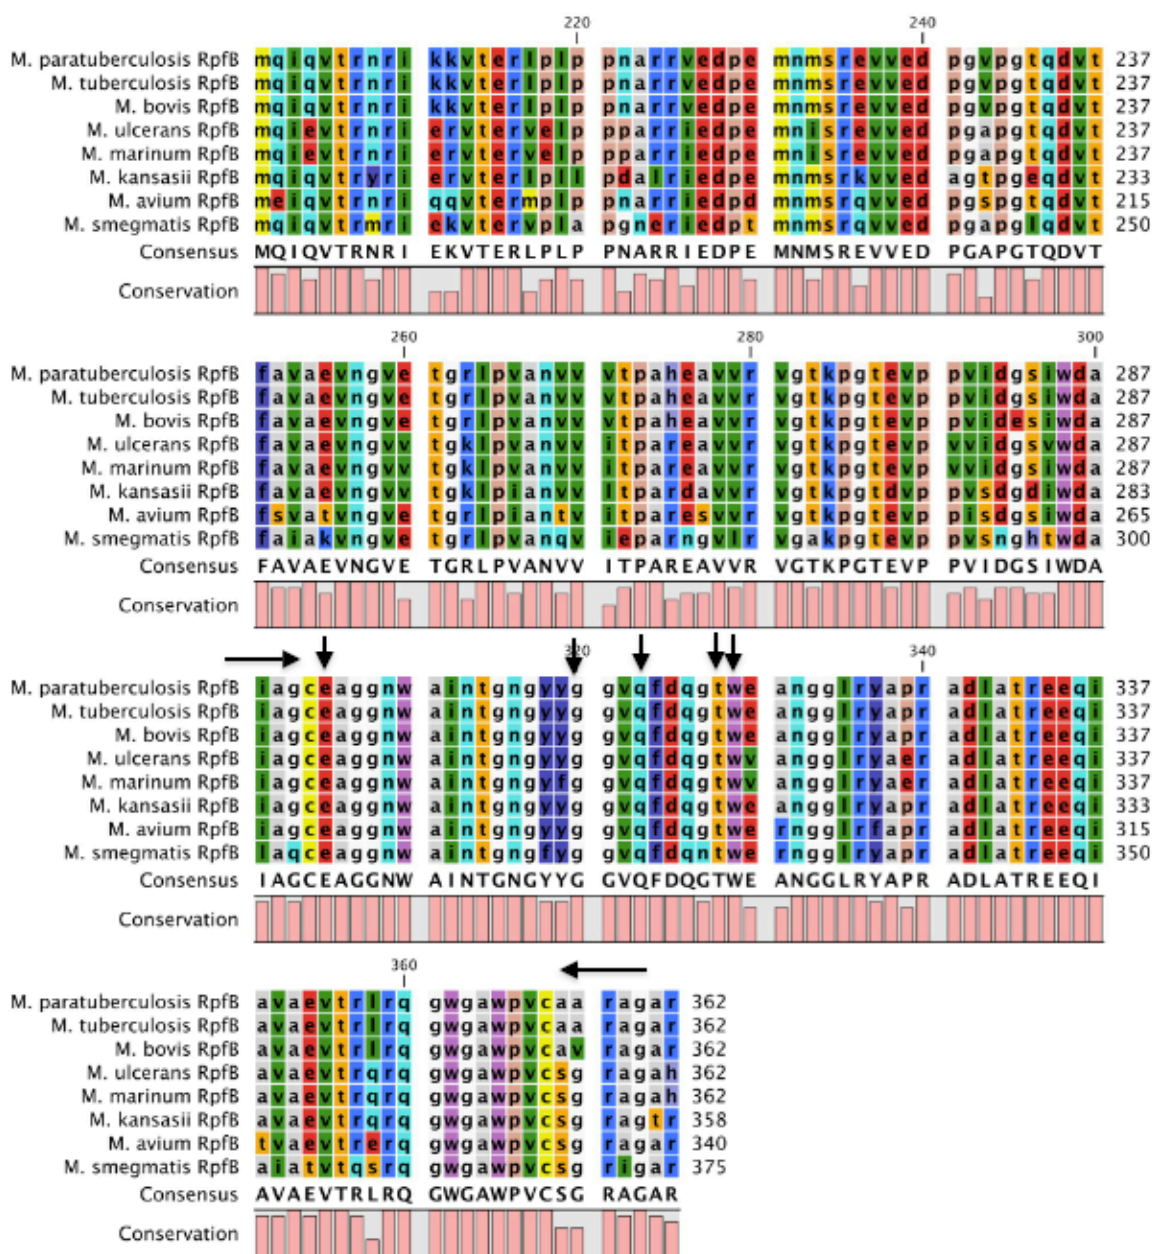 220 240
M. paratuberculosis RpfB mqiqvtrnri kkvterlplp pnarrvedpe mnmsrevved pgvpgtqdvt 237
M. tuberculosis RpfB mqiqvtrnri kkvterlplp pnarrvedpe mnmsrevved pgvpgtqdvt 237
M. bovis RpfB mqiqvtrnri kkvterlplp pnarrvedpe mnmsrevved pgvpgtqdvt 237
M. ulcerans RpfB mqievtrnri ervtervelp pparriedpe mnisrevved pgapgtqdvt 237
M. marinum RpfB mqievtrnri ervtervelp pparriedpe mnisrevved pgapgtqdvt 237
M. kansasii RpfB mqiqvtryri ervterlpll pdalriedpe mnmsrkvved agtpgeqdvt 233
M. avium RpfB meiqvtrnri qqvtermplp pnarriedpd mnmsrevved pgspgtqdvt 215
M. smegmatis RpfB mqiqvtrmri ekvtervpla pgneriedpt mnmsrevved pgapglqdvt 250
Consensus MQIQVTRNRI EKVTERLPLP PNARRIEDPE MNMSREVVED PGAPGTQDVT
Conservation
260 280 300
M. paratuberculosis RpfB favaevngve tgrlpvanvv vtpaheavvr vgtkpgtevp pvidgsiwda 287
M. tuberculosis RpfB favaevngve tgrlpvanvv vtpaheavvr vgtkpgtevp pvidgsiwda 287
M. bovis RpfB favaevngve tgrlpvanvv vtpaheavvr vgtkpgtevp pvidesiwda 287
M. ulcerans RpfB favaevngvv tgklpvanvv itpareavvr vgtkpgtevp vvidgsvwda 287
M. marinum RpfB favaevngvv tgklpvanvv itpareavvr vgtkpgtevp vvidgsiwda 287
M. kansasii RpfB favaevngvv tgklpianvv ltpardavvr vgtkpgtdvp pvsdgdiwda 283
M. avium RpfB fsvatvngve tgrlpiantv itparesvvr vgtkpgtevp pisdgsiwda 265
M. smegmatis RpfB faiakvngve tgrlpvanqv ieparngvlr vgakpgtevp pvsnghtwda 300
Consensus FAVAEVNGVE TGRLPVANVV ITPAREAVVR VGTKPGTEVP PVIDGSIWDA
Conservation
320 340
M. paratuberculosis RpfB iagceaggnw aintgngyyg gvqfdqgtwe angglryapr adlatreeqi 337
M. tuberculosis RpfB iagceaggnw aintgngyyg gvqfdqgtwe angglryapr adlatreeqi 337
M. bovis RpfB iagceaggnw aintgngyyg gvqfdqgtwe angglryapr adlatreeqi 337
M. ulcerans RpfB iagceaggnw aintgngyyg gvqfdqgtwv angglryaer adlatreeqi 337
M. marinum RpfB iagceaggnw aintgngyfg gvqfdqgtwv angglryaer adlatreeqi 337
M. kansasii RpfB iagceaggnw aintgngyyg gvqfdqgtwe angglryapr adlatreeqi 333
M. avium RpfB iagceaggnw aintgngyyg gvqfdqgtwe rngglrfapr adlatreeqi 315
M. smegmatis RpfB laqceaggnw aintgngfyg gvqfdqntwe rngglryapr adlatreeqi 350
Consensus IAGCEAGGNW AINTGNGYYG GVQFDQGTWE ANGGLRYAPR ADLATREEQI
Conservation
360
M. paratuberculosis RpfB avaevtrlrq gwgawpvcaa ragar 362
M. tuberculosis RpfB avaevtrlrq gwgawpvcaa ragar 362
M. bovis RpfB avaevtrlrq gwgawpvcav ragar 362
M. ulcerans RpfB avaevtrqrq gwgawpvcsg ragah 362
M. marinum RpfB avaevtrqrq gwgawpvcsg ragah 362
M. kansasii RpfB avaevtrqrq gwgawpvcsg ragtr 358
M. avium RpfB tvaevtrerq gwgawpvcsg ragar 340
M. smegmatis RpfB aiatvtqsrq gwgawpvcsg rigar 375
Consensus AVAEVTRLRQ GWGAWPVCSG RAGAR
Conservation